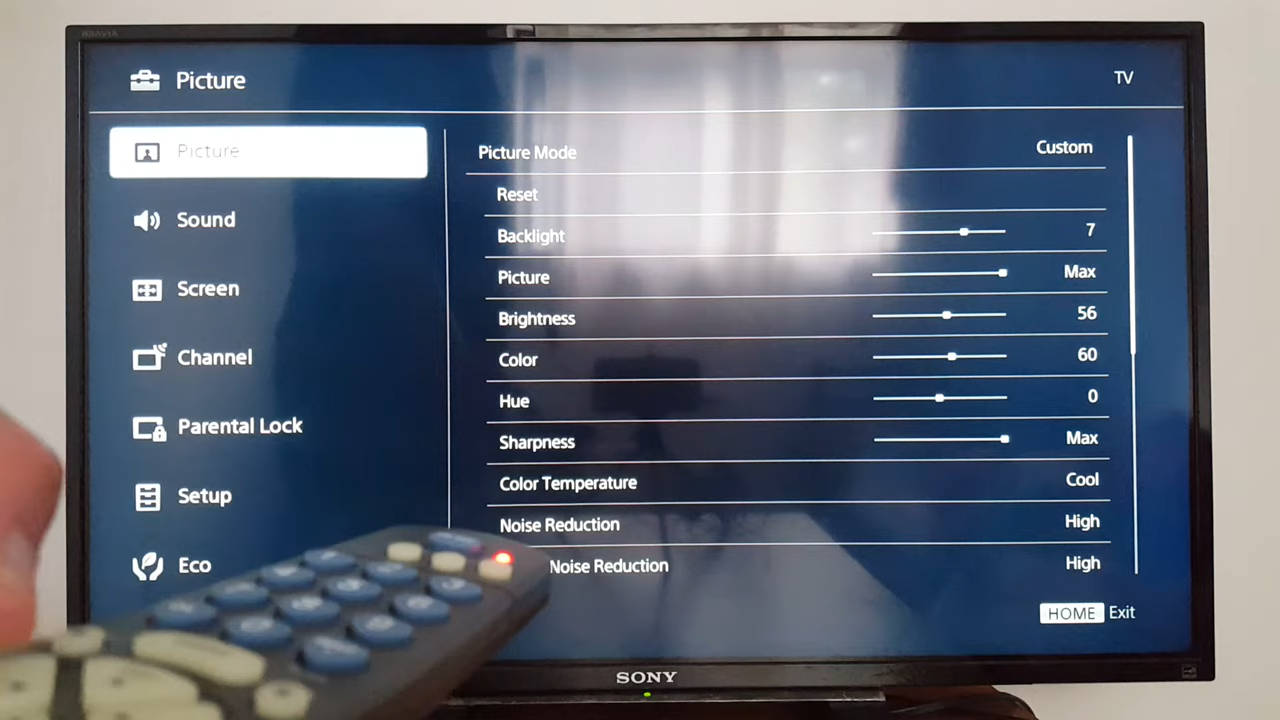 BRAVIA
Picture
TV
Picture
Sound
Screen
Channel
Parental Lock
Setup
Eco
Picture Mode Custom
Reset
Backlight 7
Picture Max
Brightness 56
Color 60
Hue 0
Sharpness Max
Color Temperature Cool
Noise Reduction High
Noise Reduction High
HOME Exit
SONY